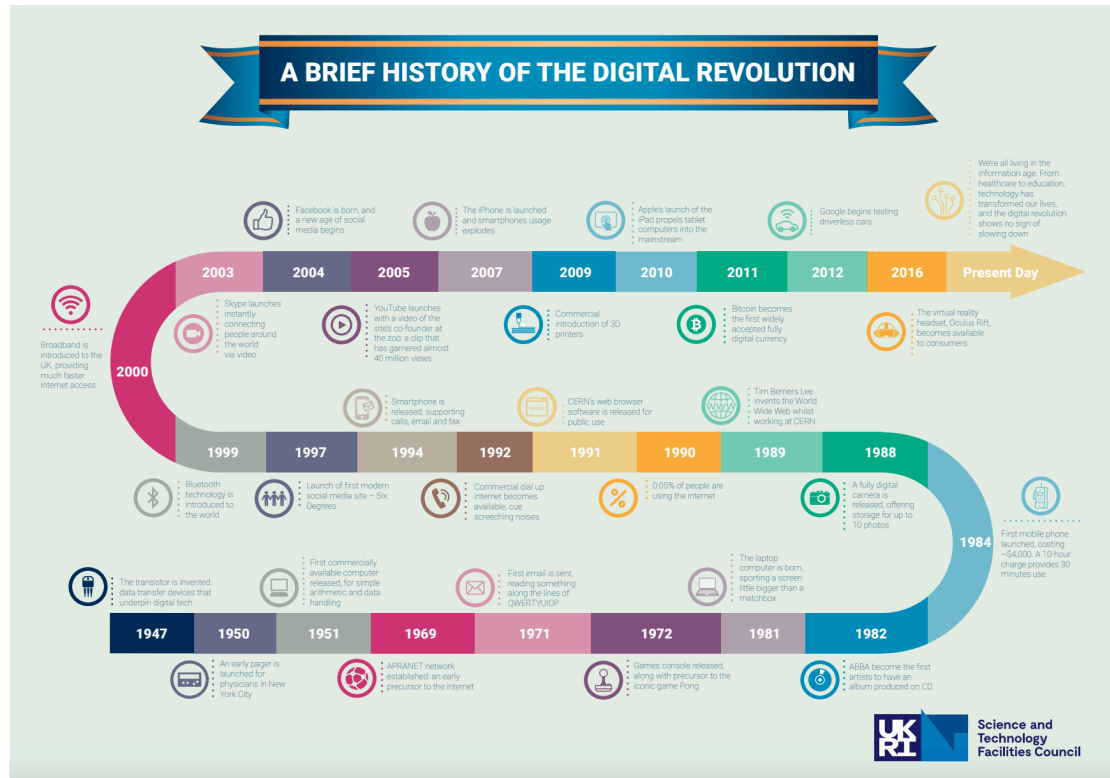 A BRIEF HISTORY OF THE DIGITAL REVOLUTION
Facebook is born, and
a new age of social
media begins
The iPhone is launched
and smartphones usage
explodes
Apple's launch of the
iPad propels tablet
computers into the
mainstream
Google begins testing
driverless cars
We're all living in the
information age. From
healthcare to education,
technology has
transformed our lives,
and the digital revolution
shows no sign of
slowing down
2003
2004
2005
2007
2009
2010
2011
2012
2016
Present Day
Broadband is
introduced to the
UK, providing
much faster
internet access
2000
Skype launches
instantly
connecting
people around
the world
via video
YouTube launches
with a video of the
site's co-founder at
the zoo: a clip that
has garnered almost
40 million views
Commercial
introduction of 3D
printers
Bitcoin becomes
the first widely
accepted fully
digital currency
The virtual reality
headset, Oculus Rift,
becomes available
to consumers
Smartphone is
released, supporting
calls, email and fax
CERN's web browser
software is released for
public use
WWW
Tim Berners Lee
invents the World
Wide Web whilst
working at CERN
1999
1997
1994
1992
1991
1990
1989
1988
Bluetooth
technology is
introduced to
the world
Launch of first modern
social media site – Six
Degrees
Commercial dial up
internet becomes
available, cue
screeching noises
%
0.05% of people are
using the internet
A fully digital
camera is
released, offering
storage for up to
10 photos
1984
First mobile phone
launched, costing
~$4,000. A 10-hour
charge provides 30
minutes use
The transistor is invented:
data transfer devices that
underpin digital tech
First commercially
available computer
released, for simple
arithmetic and data
handling
First email is sent,
reading something
along the lines of:
QWERTYUIOP
The laptop
computer is born,
sporting a screen
little bigger than a
matchbox
1947
1950
1951
1969
1971
1972
1981
1982
An early pager is
launched for
physicians in New
York City
APRANET network
established: an early
precursor to the internet
Games console released,
along with precursor to the
iconic game Pong
ABBA become the first
artists to have an
album produced on CD
UKRI
Science and
Technology
Facilities Council